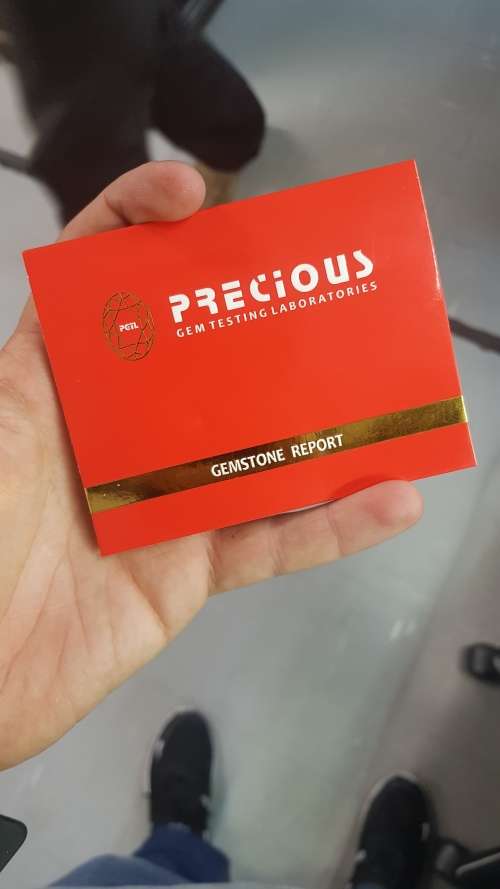 PRECiOUS
GEM TESTING LABORATORIES
PGTL
GEMSTONE REPORT